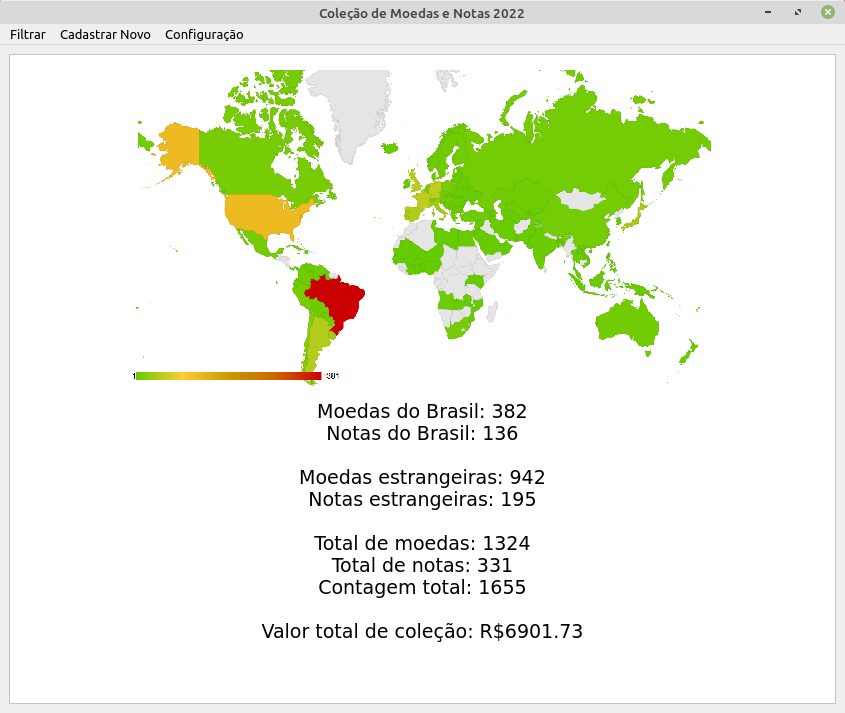 Coleção de Moedas e Notas 2022
Filtrar Cadastrar Novo Configuração
1 381
Moedas do Brasil: 382
Notas do Brasil: 136
Moedas estrangeiras: 942
Notas estrangeiras: 195
Total de moedas: 1324
Total de notas: 331
Contagem total: 1655
Valor total de coleção: R$6901.73